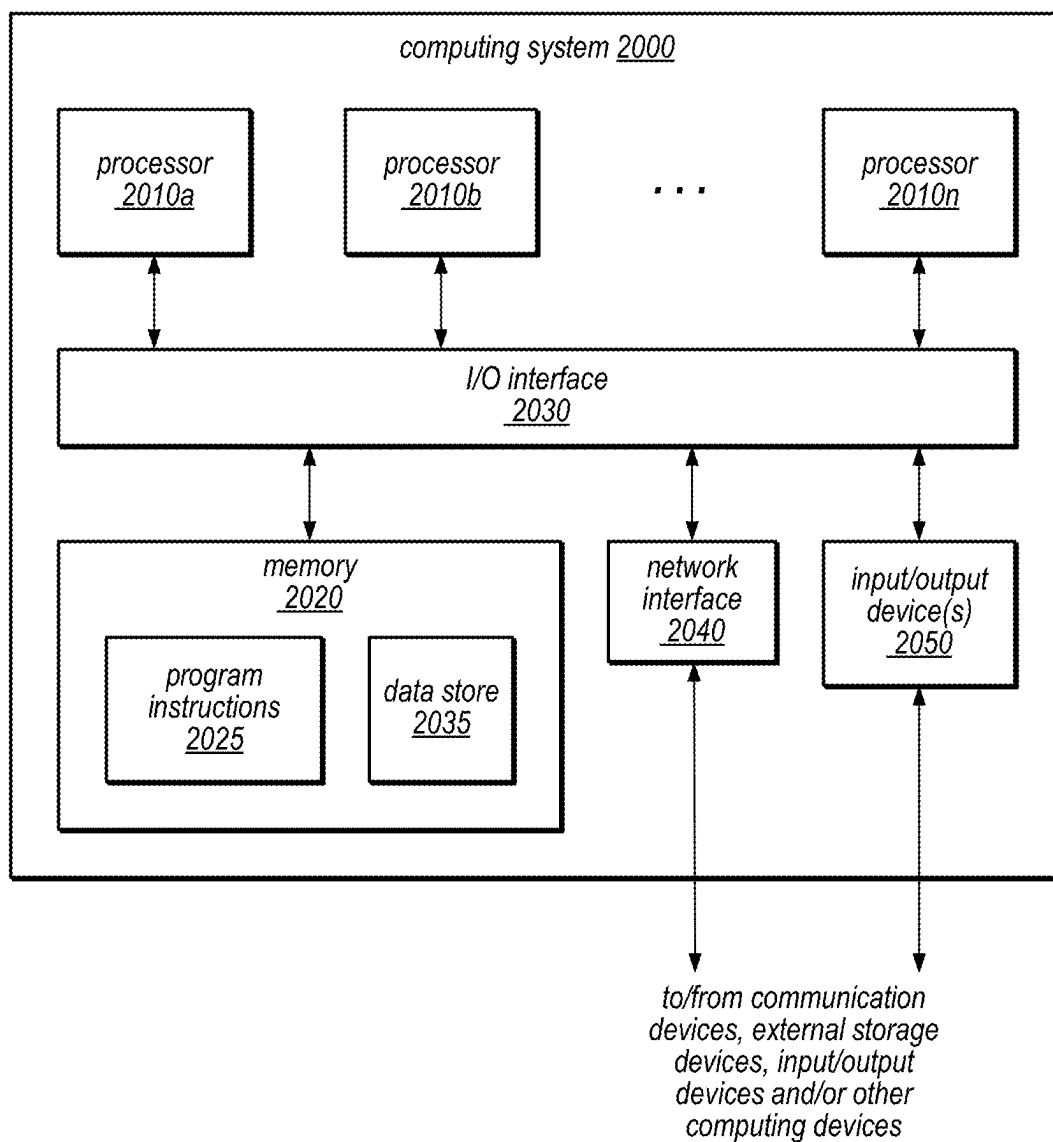 computing system 2000
processor
2010a
processor
2010b
. . .
processor
2010n
I/O interface
2030
memory
2020
program
instructions
2025
data store
2035
network
interface
2040
input/output
device(s)
2050
to/from communication
devices, external storage
devices, input/output
devices and/or other
computing devices